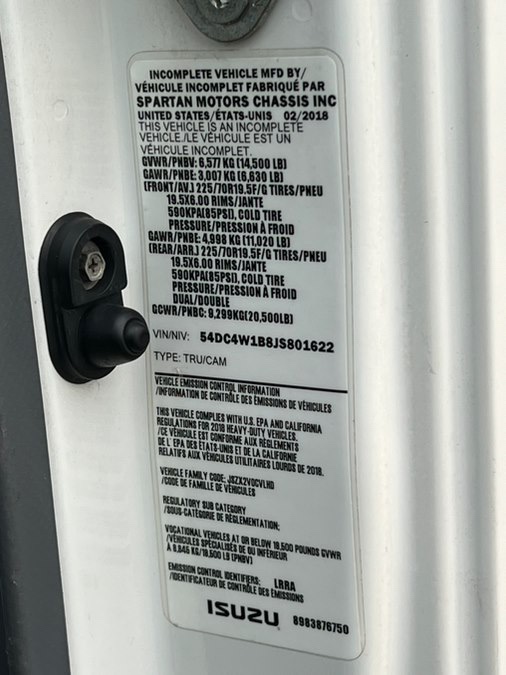 INCOMPLETE VEHICLE MFD BY/
VÉHICULE INCOMPLET FABRIQUÉ PAR
SPARTAN MOTORS CHASSIS INC
UNITED STATES/ÉTATS-UNIS 02/2018
THIS VEHICLE IS AN INCOMPLETE
VEHICLE./LE VÉHICULE EST UN
VÉHICULE INCOMPLET.
GVWR/PNBV: 6,577 KG (14,500 LB)
GAWR/PNBE: 3,007 KG (6,630 LB)
(FRONT/AV.) 225/70R19.5F/G TIRES/PNEU
19.5X6.00 RIMS/JANTE
590KPA(85PSI), COLD TIRE
PRESSURE/PRESSION À FROID
GAWR/PNBE: 4,998 KG (11,020 LB)
(REAR/ARR.) 225/70R19.5F/G TIRES/PNEU
19.5X6.00 RIMS/JANTE
590KPA(85PSI), COLD TIRE
PRESSURE/PRESSION À FROID
DUAL/DOUBLE
GCWR/PNBC: 9,299KG(20,500LB)
VIN/NIV: 54DC4W1B8JS801622
TYPE: TRU/CAM
VEHICLE EMISSION CONTROL INFORMATION
/INFORMATION DE CONTRÔLE DES ÉMISSIONS DE VÉHICULES
THIS VEHICLE COMPLIES WITH U.S. EPA AND CALIFORNIA
REGULATIONS FOR 2018 HEAVY-DUTY VEHICLES.
/CE VÉHICULE EST CONFORME AUX RÈGLEMENTS
DE L' EPA DES ÉTATS-UNIS ET DE LA CALIFORNIE
RELATIFS AUX VÉHICULES UTILITAIRES LOURDS DE 2018.
VEHICLE FAMILY CODE: JSZX2VOCVLHD
/CODE DE FAMILLE DE VÉHICULES
REGULATORY SUB CATEGORY
/SOUS-CATÉGORIE DE RÉGLEMENTATION:
VOCATIONAL VEHICLES AT OR BELOW 19,500 POUNDS GVWR
/VÉHICULES SPÉCIALISÉS DE OU INFÉRIEUR
À 8,845 KG/19,500 LB (PNBV)
EMISSION CONTROL IDENTIFIERS: LRRA
/IDENTIFICATEUR DE CONTRÔLE DES ÉMISSIONS
ISUZU 8983876750